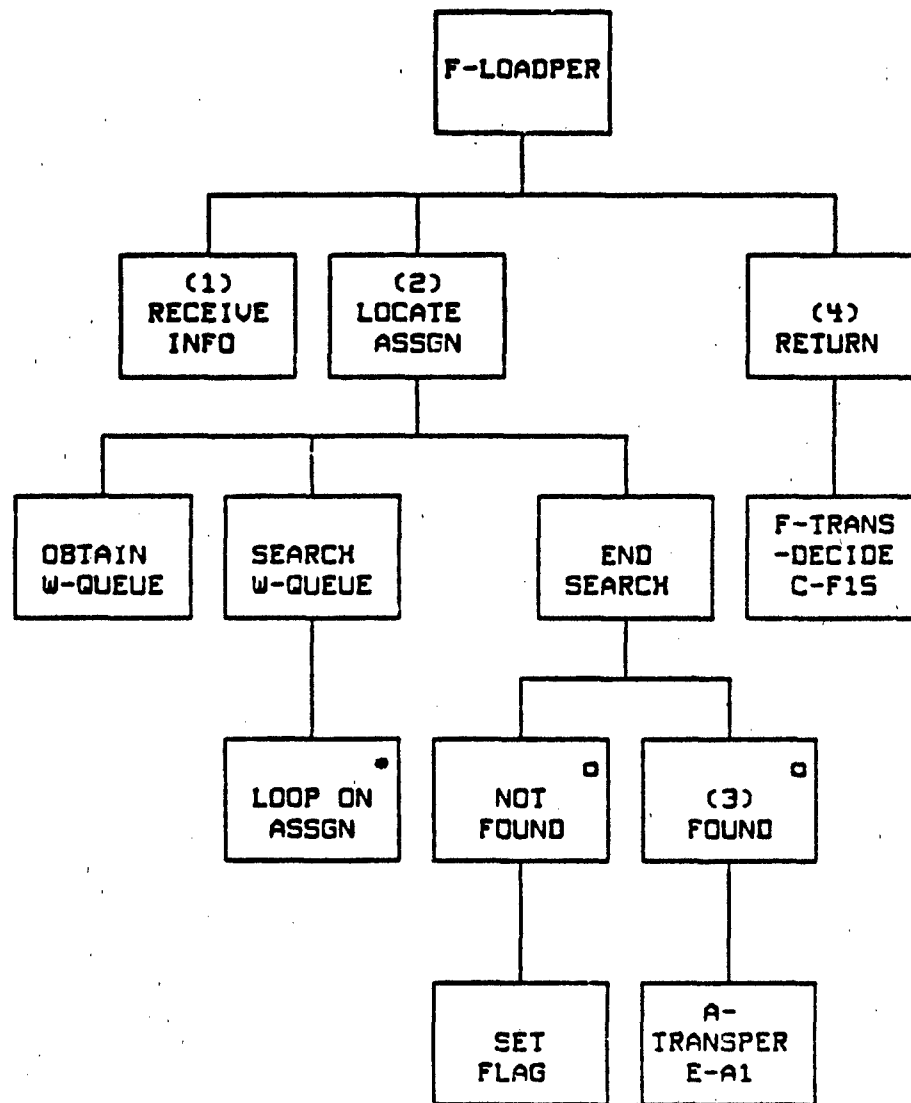 F-LOADPER
(1)
RECEIVE
INFO
(2)
LOCATE
ASSGN
(4)
RETURN
OBTAIN
W-QUEUE
SEARCH
W-QUEUE
END
SEARCH
F-TRANS
-DECIDE
C-F15
LOOP ON
ASSGN
NOT
FOUND
(3)
FOUND
SET
FLAG
A-
TRANSPER
E-A1